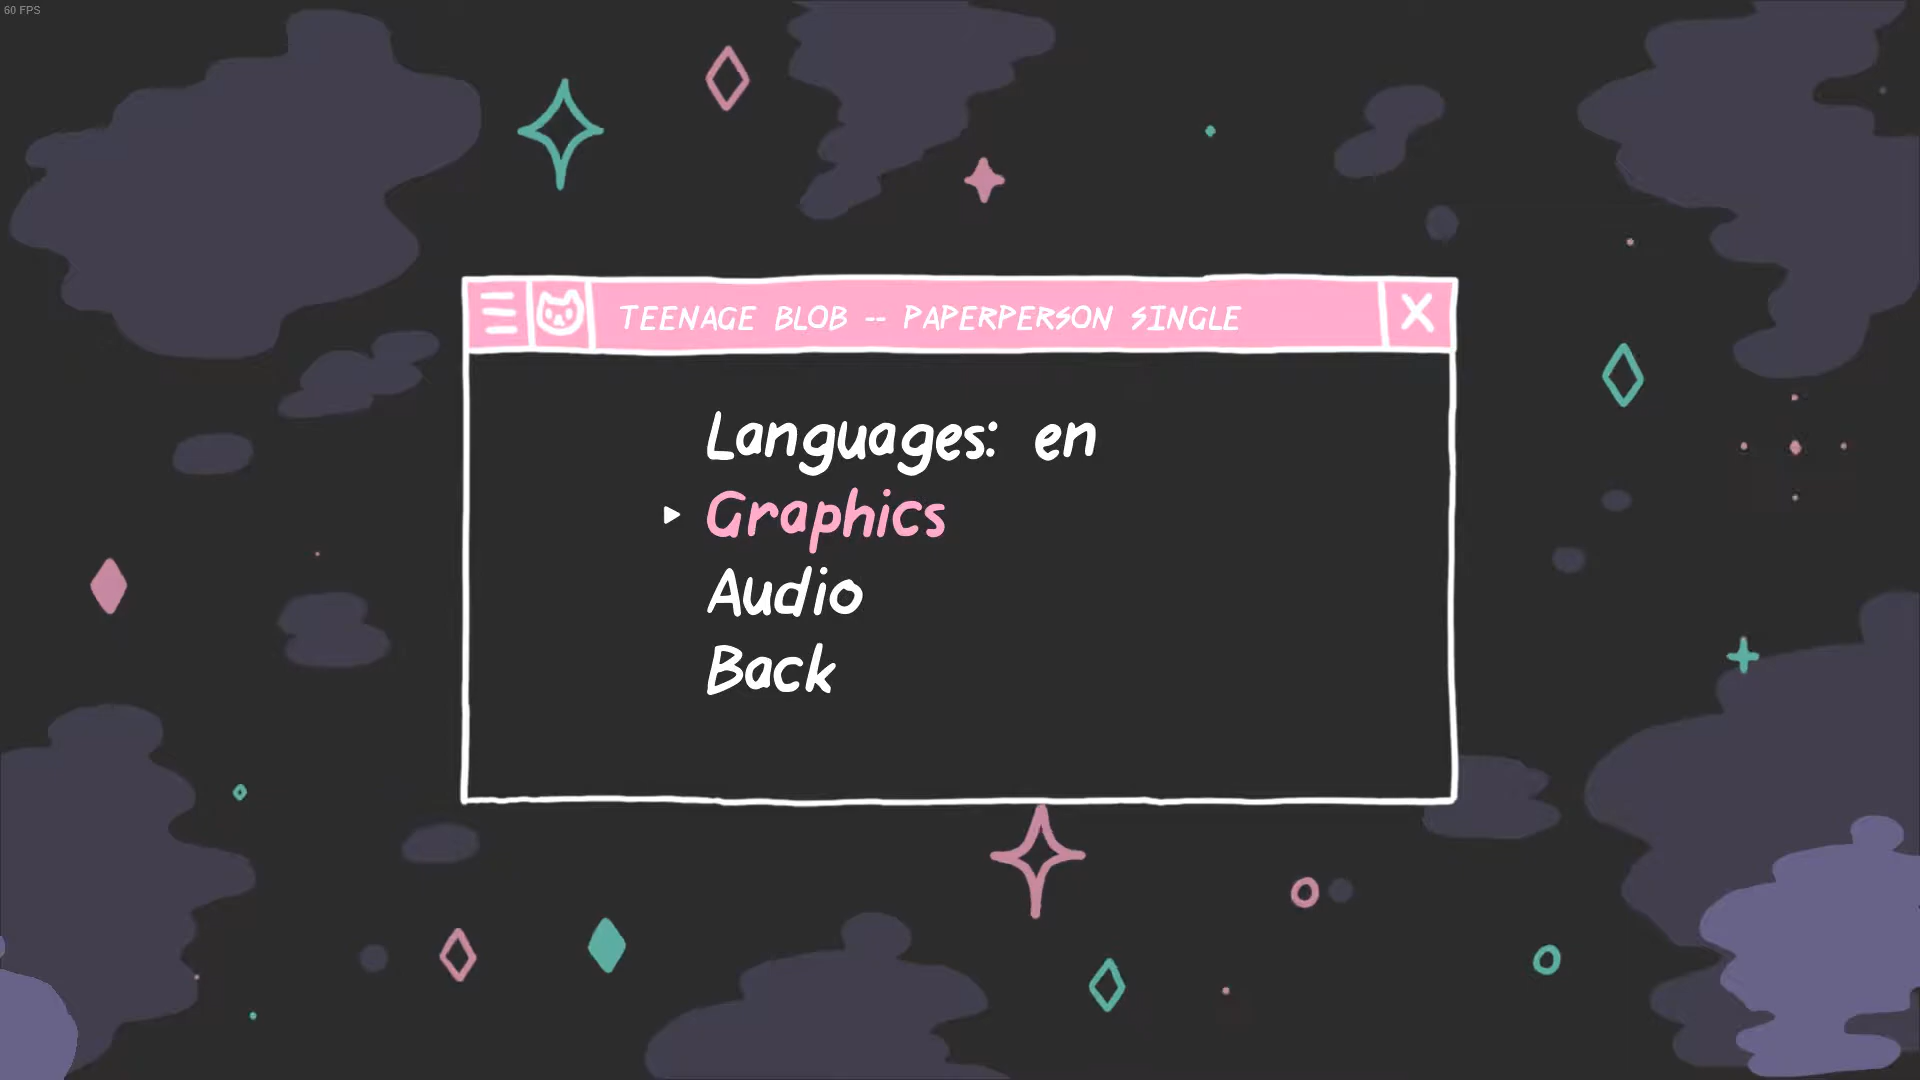 60 FPS
TEENAGE BLOB -- PAPERPERSON SINGLE
Languages: en
Graphics
Audio
Back